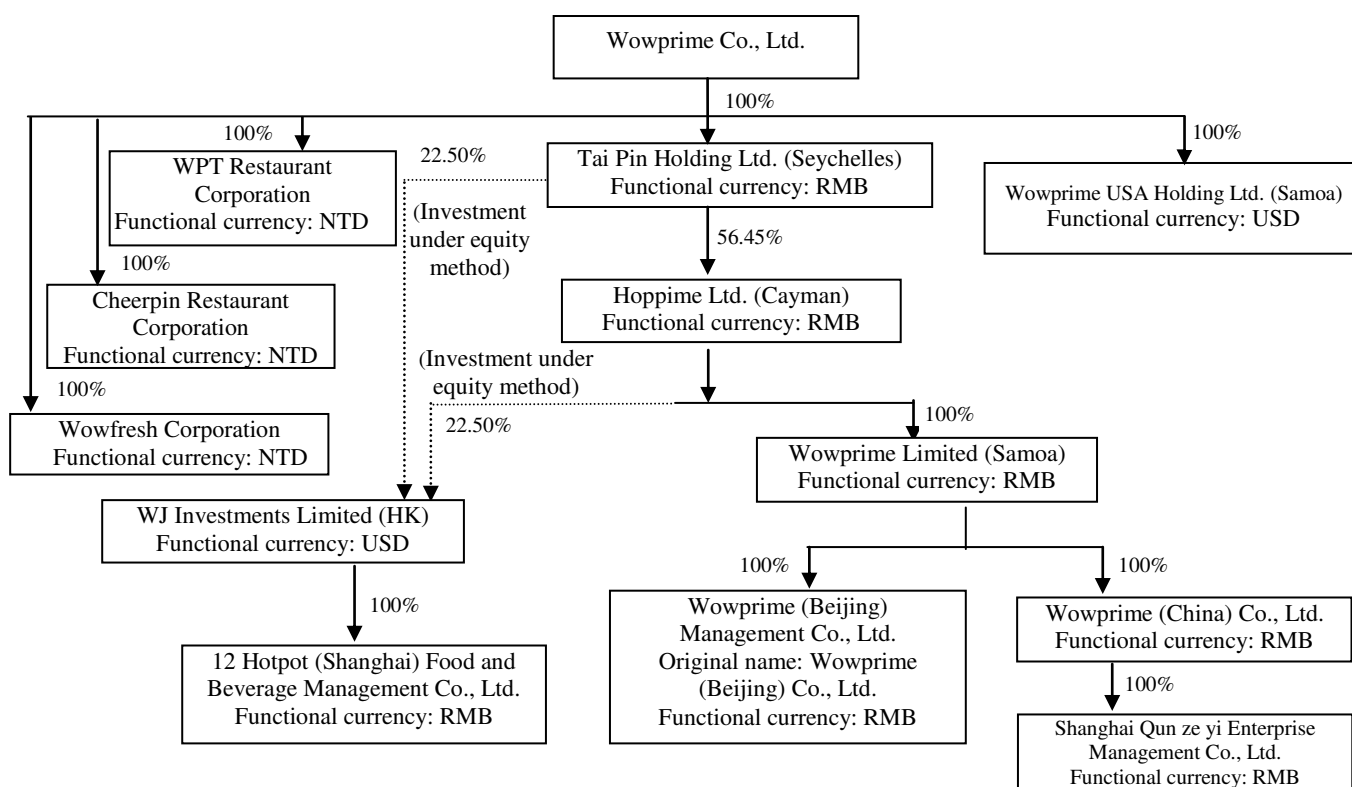 Wowprime Co., Ltd.
100%
100%
100%
WPT Restaurant
Corporation
Functional currency: NTD
22.50%
Tai Pin Holding Ltd. (Seychelles)
Functional currency: RMB
Wowprime USA Holding Ltd. (Samoa)
Functional currency: USD
(Investment
under equity
method)
56.45%
100%
Cheerpin Restaurant
Corporation
Functional currency: NTD
Hoppime Ltd. (Cayman)
Functional currency: RMB
(Investment under
equity method)
100%
Wowfresh Corporation
Functional currency: NTD
22.50%
100%
Wowprime Limited (Samoa)
Functional currency: RMB
WJ Investments Limited (HK)
Functional currency: USD
100%
100%
100%
12 Hotpot (Shanghai) Food and
Beverage Management Co., Ltd.
Functional currency: RMB
Wowprime (Beijing)
Management Co., Ltd.
Original name: Wowprime
(Beijing) Co., Ltd.
Functional currency: RMB
Wowprime (China) Co., Ltd.
Functional currency: RMB
100%
Shanghai Qun ze yi Enterprise
Management Co., Ltd.
Functional currency: RMB